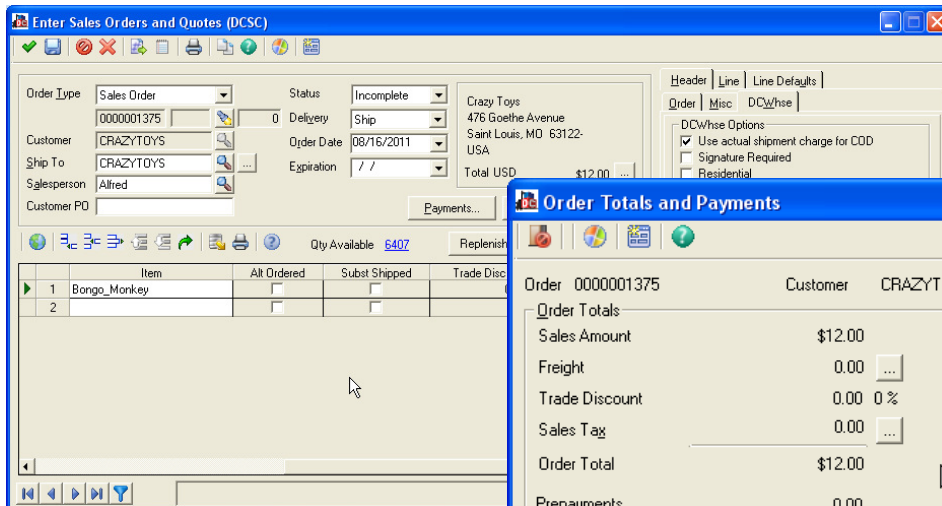 Enter Sales Orders and Quotes (DCSC)
Order Type Sales Order Status Incomplete
0000001375 0 Delivery Ship
Customer CRAZYTOYS Order Date 08/16/2011
Ship To CRAZYTOYS ... Expiration / /
Salesperson Alfred
Customer PO
Crazy Toys
476 Goethe Avenue
Saint Louis, MO 63122-
USA
Total USD $12.00 ...
Payments...
Header Line Line Defaults
Order Misc DCWhse
DCWhse Options
Use actual shipment charge for COD
Signature Required
Residential
Qty Available 6407 Replenish
Item Alt Ordered Subst Shipped Trade Disc
1 Bongo_Monkey
2
Order Totals and Payments
Order 0000001375 Customer CRAZYT
Order Totals
Sales Amount $12.00
Freight 0.00 ...
Trade Discount 0.00 0 %
Sales Tax 0.00 ...
Order Total $12.00
Prepayments 0.00